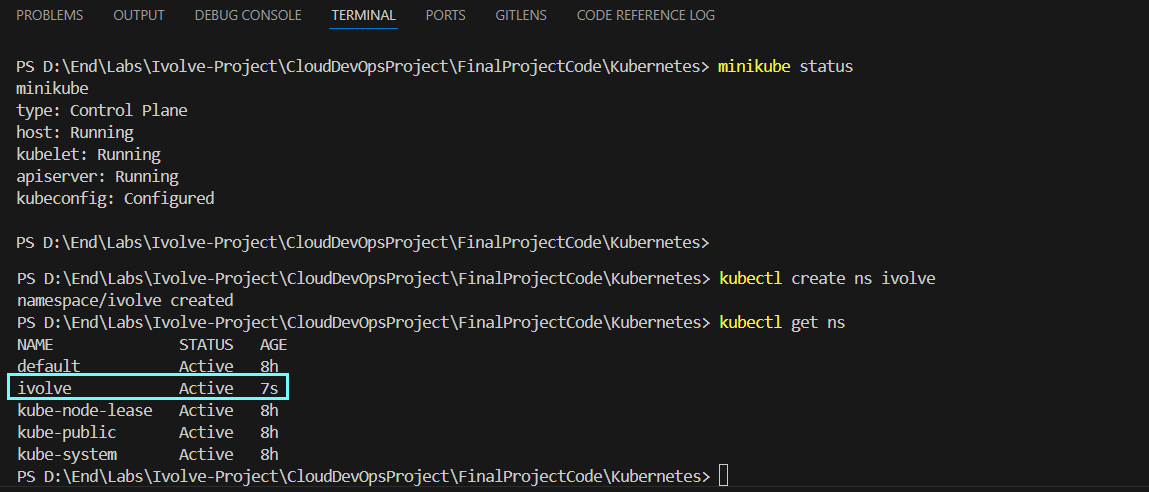 PROBLEMS OUTPUT DEBUG CONSOLE TERMINAL PORTS GITLENS CODE REFERENCE LOG
PS D:\End\Labs\Ivolve-Project\CloudDevOpsProject\FinalProjectCode\Kubernetes> minikube status
minikube
type: Control Plane
host: Running
kubelet: Running
apiserver: Running
kubeconfig: Configured
PS D:\End\Labs\Ivolve-Project\CloudDevOpsProject\FinalProjectCode\Kubernetes>
PS D:\End\Labs\Ivolve-Project\CloudDevOpsProject\FinalProjectCode\Kubernetes> kubectl create ns ivolve
namespace/ivolve created
PS D:\End\Labs\Ivolve-Project\CloudDevOpsProject\FinalProjectCode\Kubernetes> kubectl get ns
NAME STATUS AGE
default Active 8h
ivolve Active 7s
kube-node-lease Active 8h
kube-public Active 8h
kube-system Active 8h
PS D:\End\Labs\Ivolve-Project\CloudDevOpsProject\FinalProjectCode\Kubernetes>